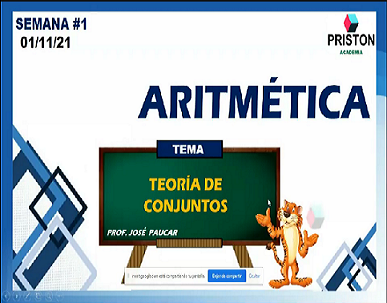 SEMANA #1
01/11/21
PRISTON
ACADEMIA
ARITMÉTICA
TEMA
TEORÍA DE
CONJUNTOS
PROF. JOSÉ PAUCAR
Dejar de compartir
Ocultar